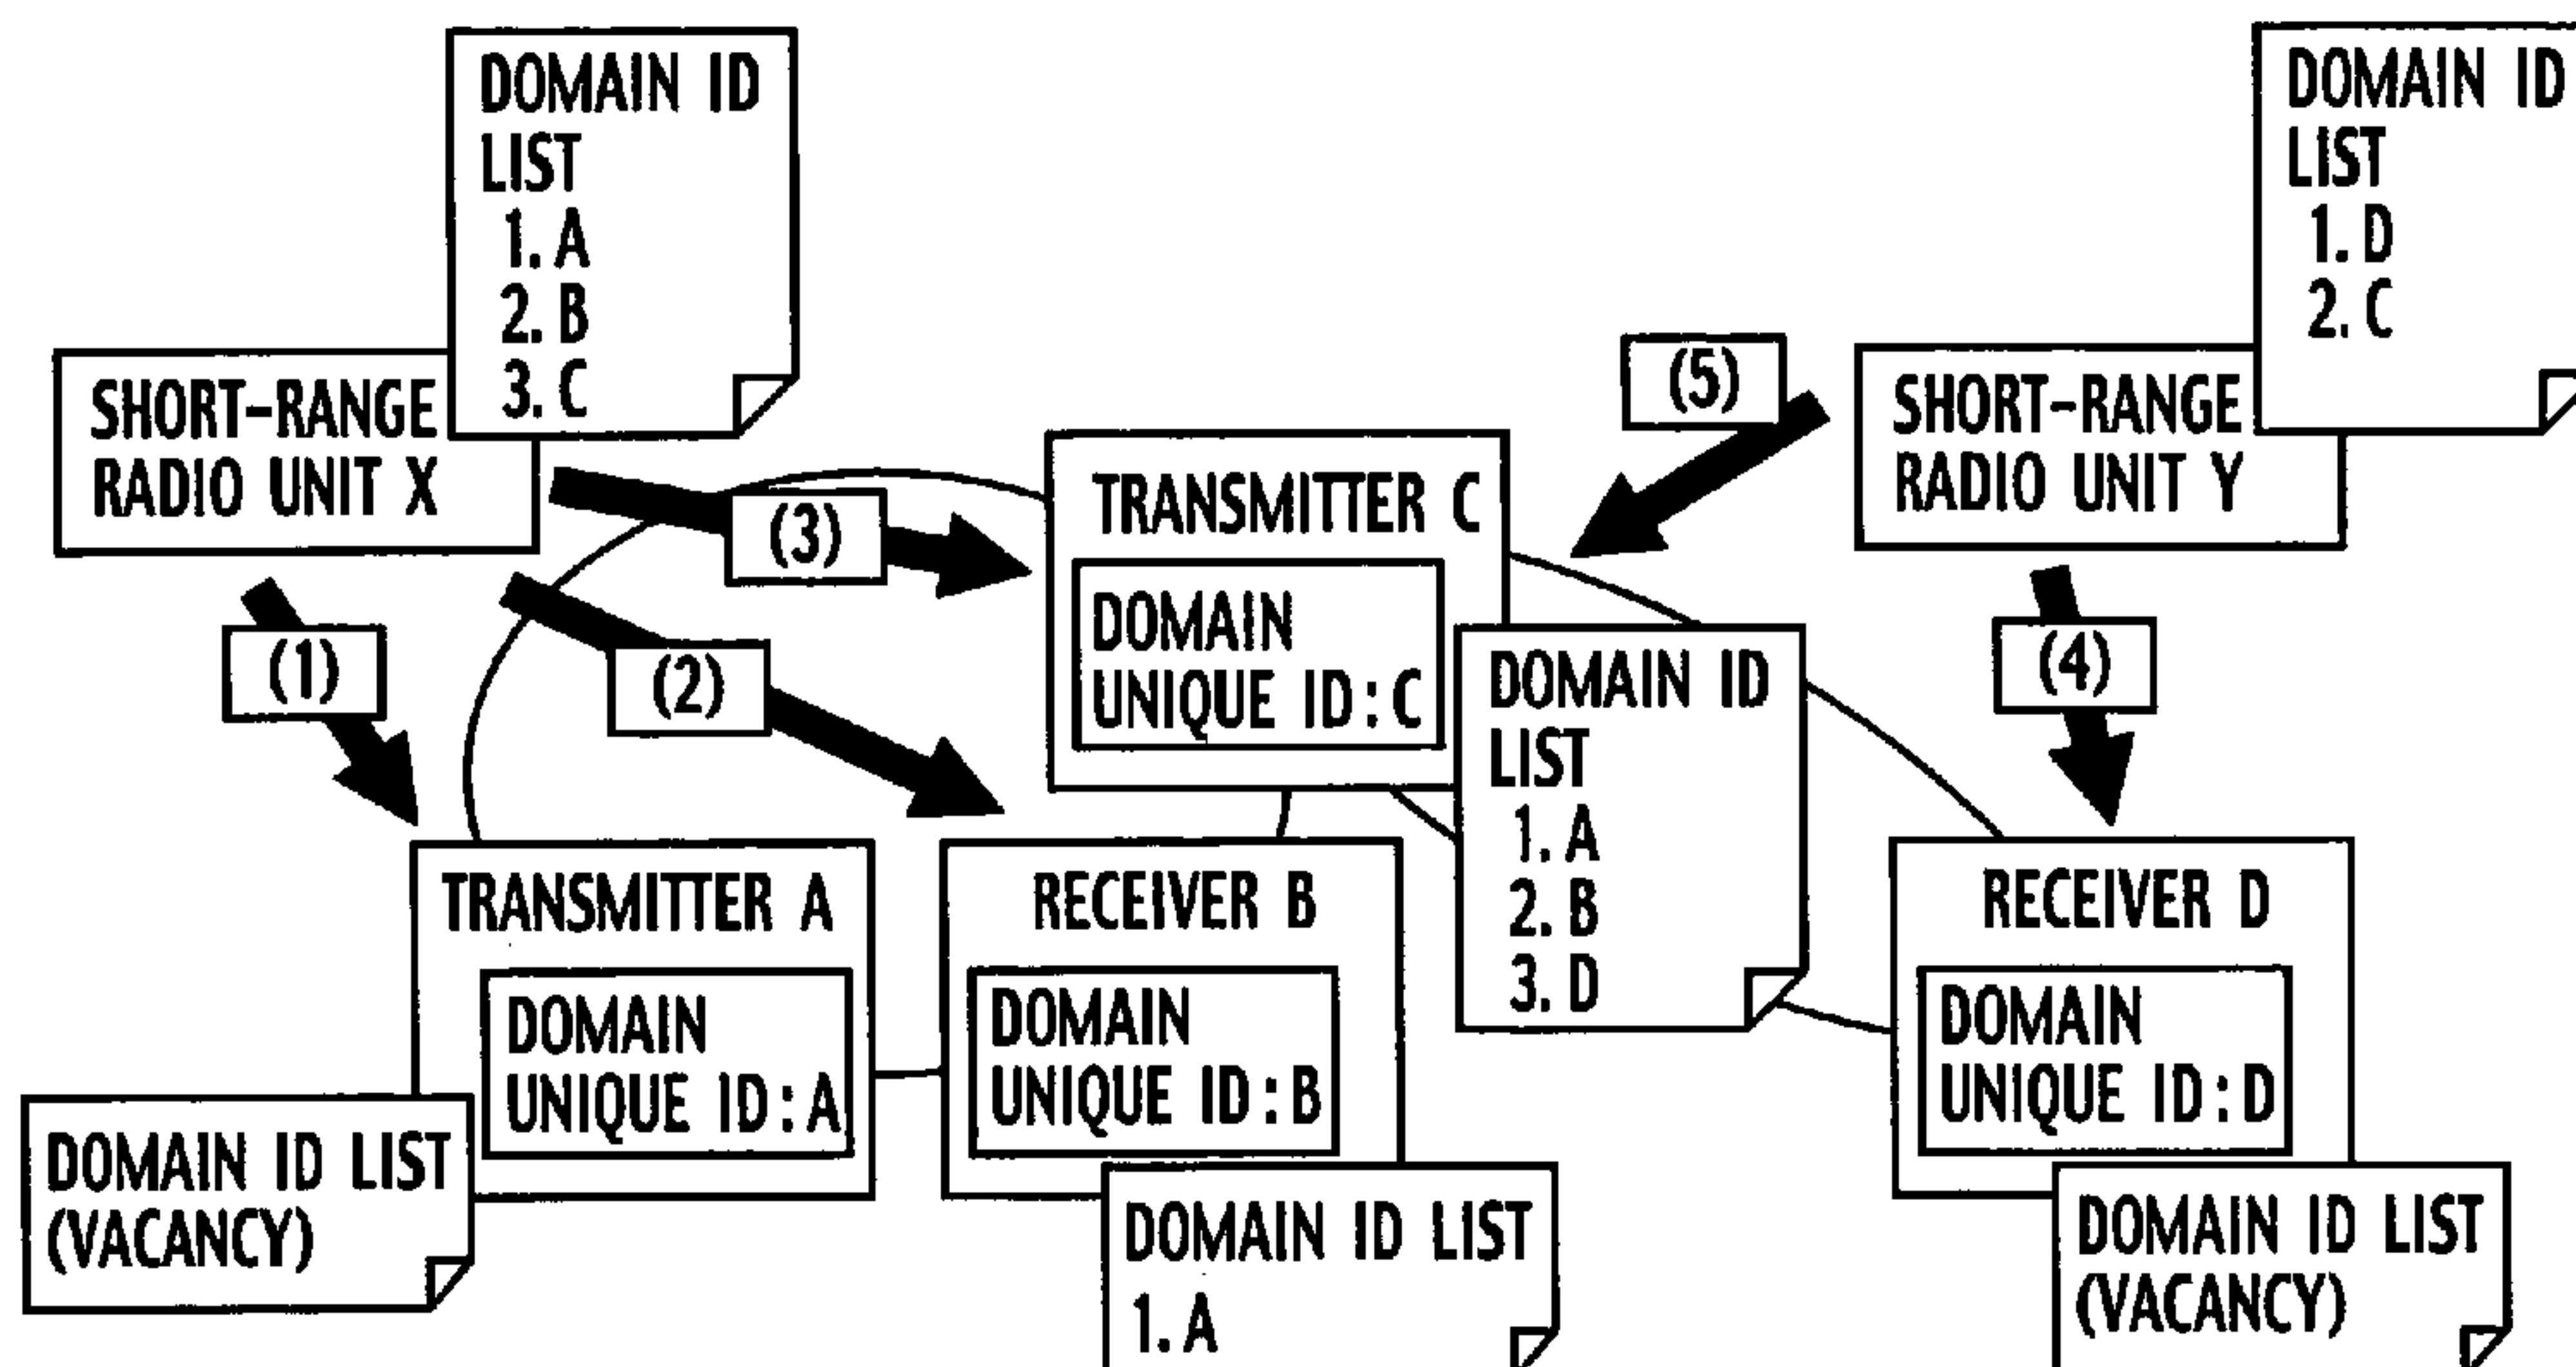 DOMAIN ID
LIST
1. A
2. B
3. C
SHORT-RANGE
RADIO UNIT X
DOMAIN ID
LIST
1. D
2. C
SHORT-RANGE
RADIO UNIT Y
(1)
(2)
(3)
(4)
(5)
TRANSMITTER C
DOMAIN
UNIQUE ID : C
DOMAIN ID
LIST
1. A
2. B
3. D
TRANSMITTER A
DOMAIN
UNIQUE ID : A
DOMAIN ID LIST
(VACANCY)
RECEIVER B
DOMAIN
UNIQUE ID : B
DOMAIN ID LIST
1. A
RECEIVER D
DOMAIN
UNIQUE ID : D
DOMAIN ID LIST
(VACANCY)